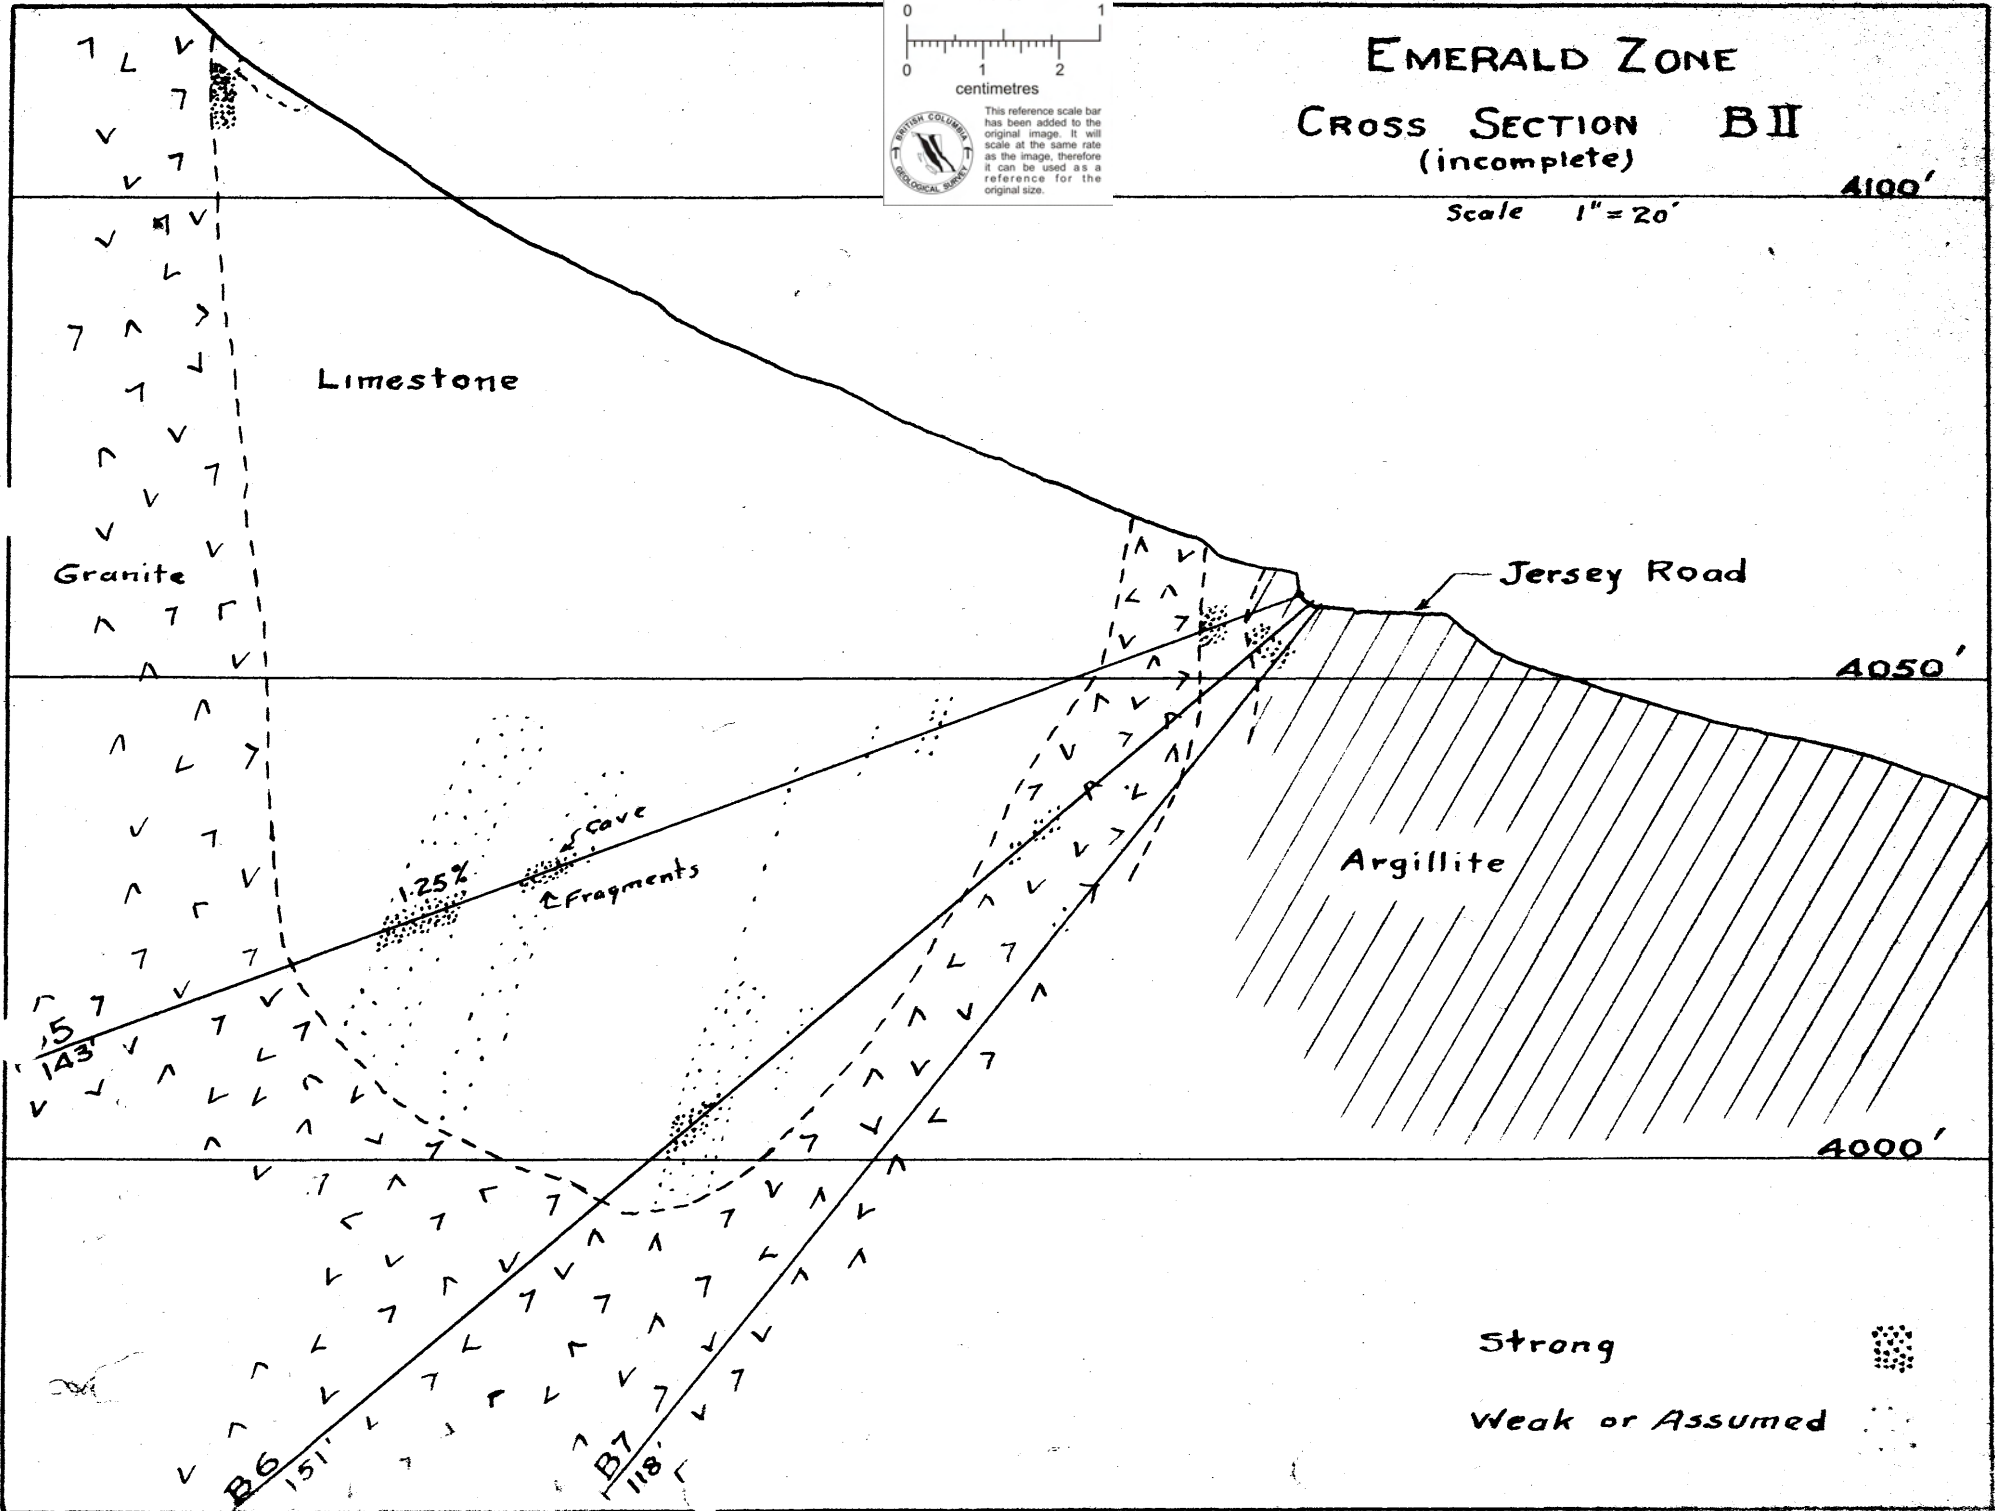 0 1
0 1 2
centimetres
This reference scale bar
has been added to the
original image. It will
scale at the same rate
as the image, therefore
it can be used as a
reference for the
original size.
BRITISH COLUMBIA
GEOLOGICAL SURVEY
EMERALD ZONE
CROSS SECTION B II
(incomplete)
4100'
Scale 1" = 20'
Limestone
Granite
Jersey Road
4050'
Cave
1.25%
Fragments
Argillite
5
143'
4000'
Strong
Weak or Assumed
B6
151'
B7
118'